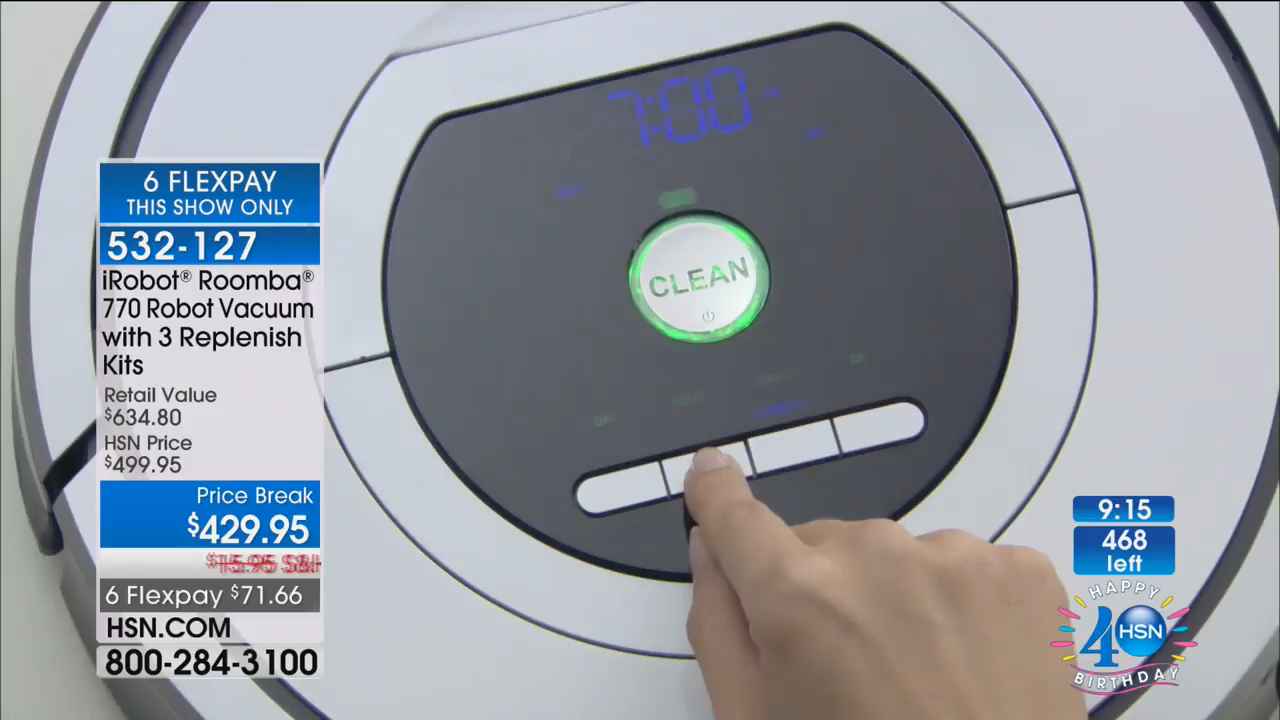 6 FLEXPAY
THIS SHOW ONLY
532-127
iRobot® Roomba®
770 Robot Vacuum
with 3 Replenish
Kits
Retail Value
$634.80
HSN Price
$499.95
Price Break
$429.95
$15.95 S&H
6 Flexpay $71.66
HSN.COM
800-284-3100
7:00
CLEAN
9:15
468
left
HAPPY
40
HSN
BIRTHDAY